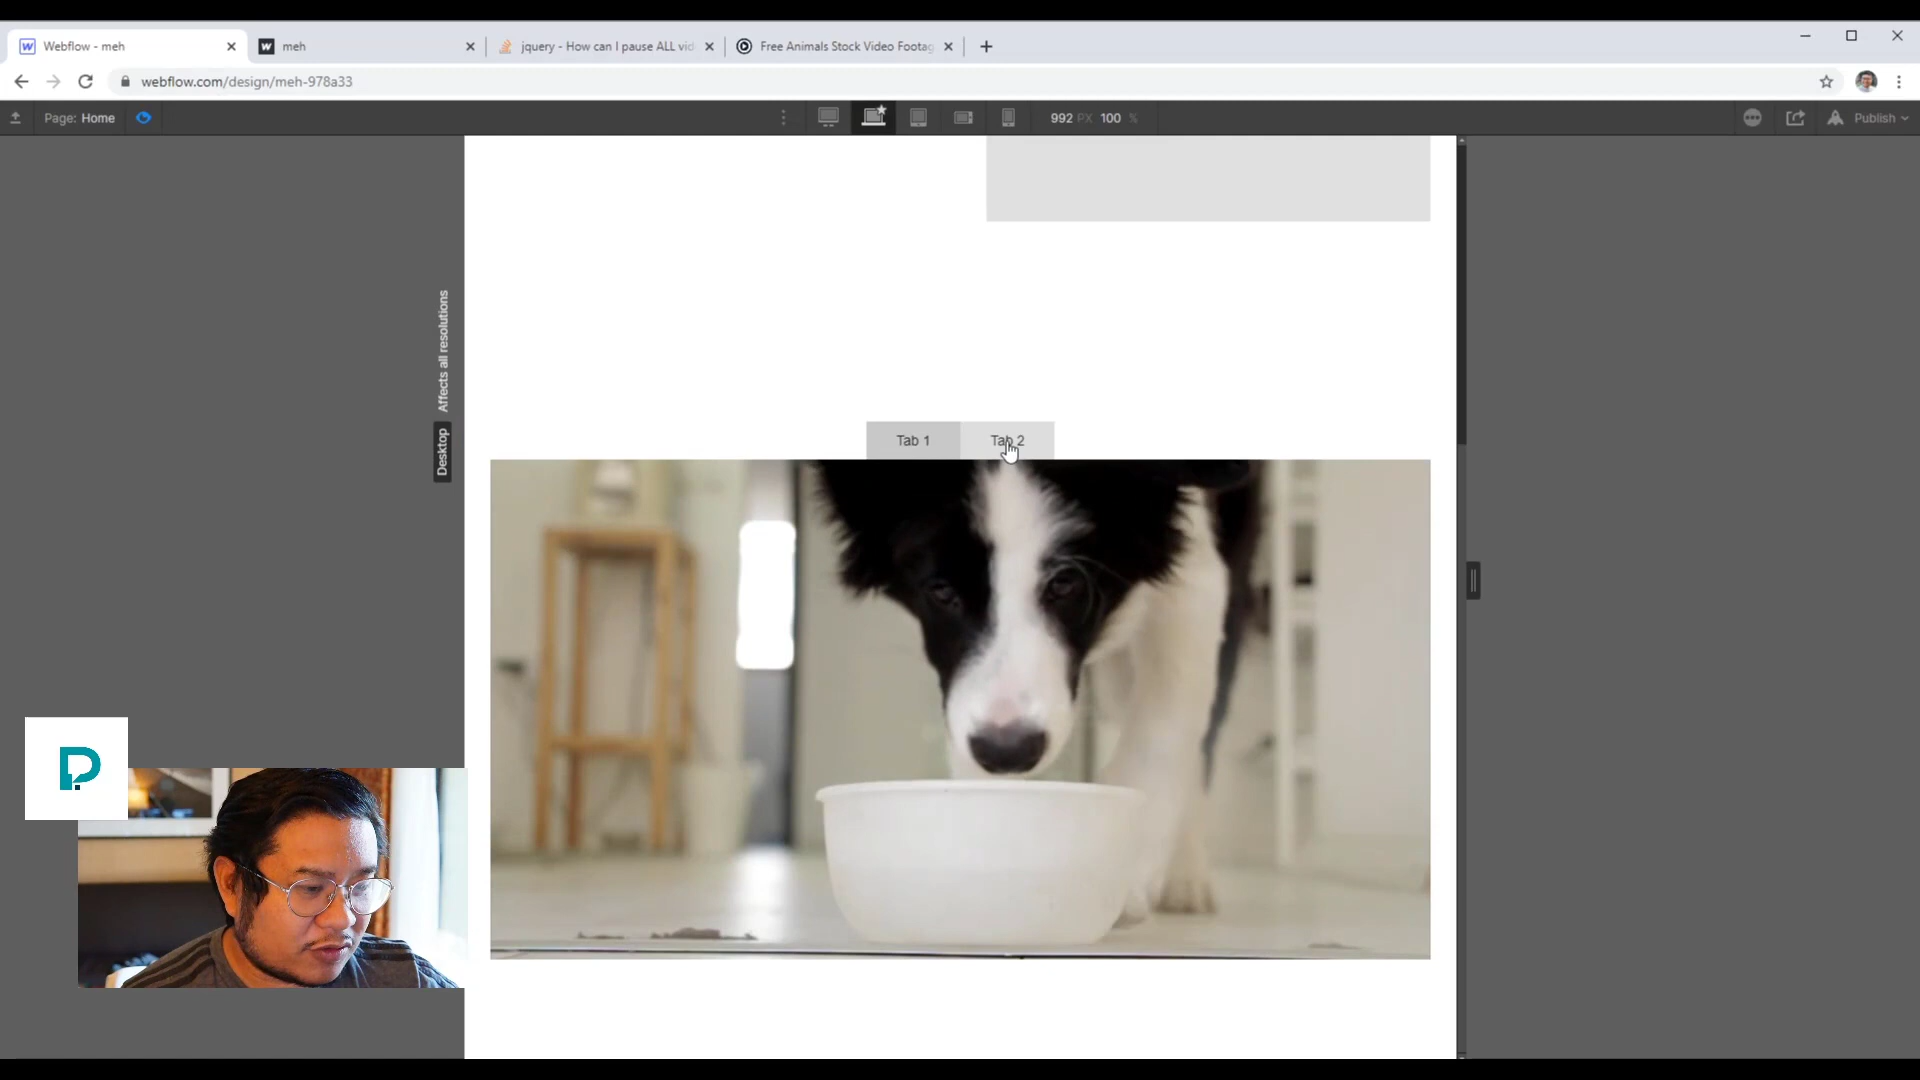 Webflow - meh
meh
jquery - How can I pause ALL vid
Free Animals Stock Video Footag
webflow.com/design/meh-978a33
Page: Home
992 PX 100 %
Publish
Desktop Affects all resolutions
Tab 1
Tab 2